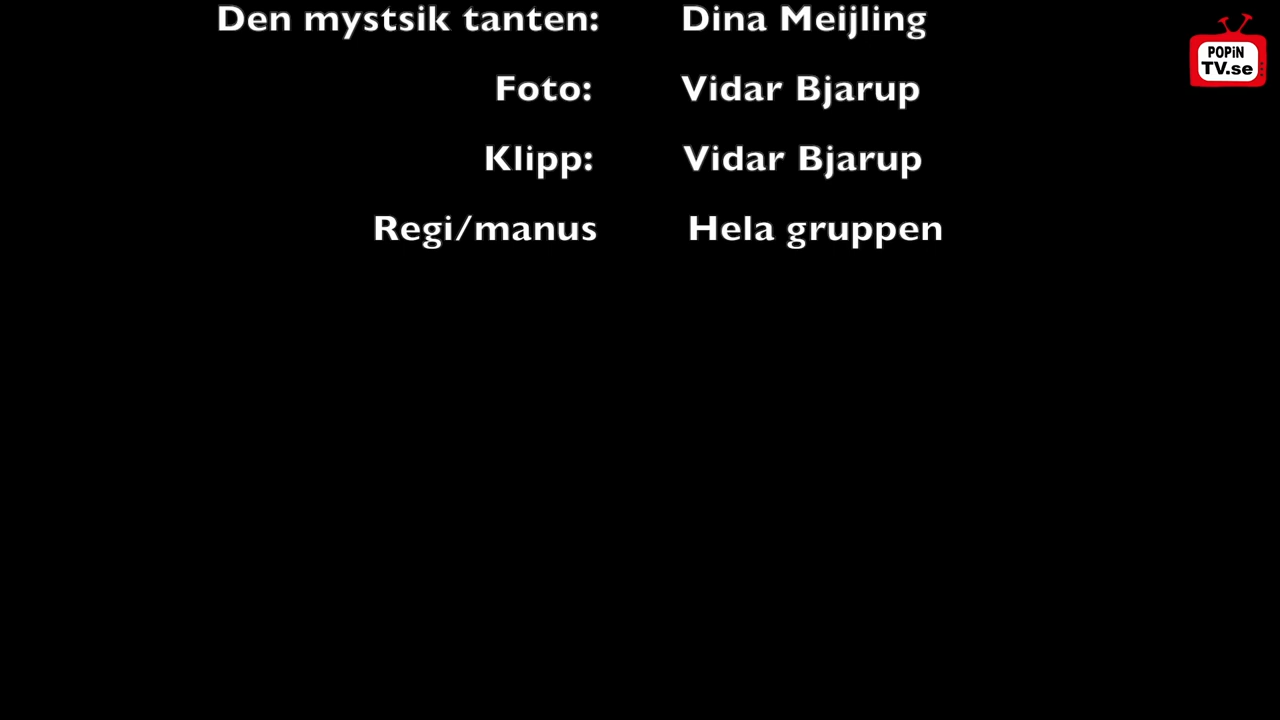 Den mystsik tanten: Dina Meijling
Foto: Vidar Bjarup
Klipp: Vidar Bjarup
Regi/manus Hela gruppen
POPiN
TV.se